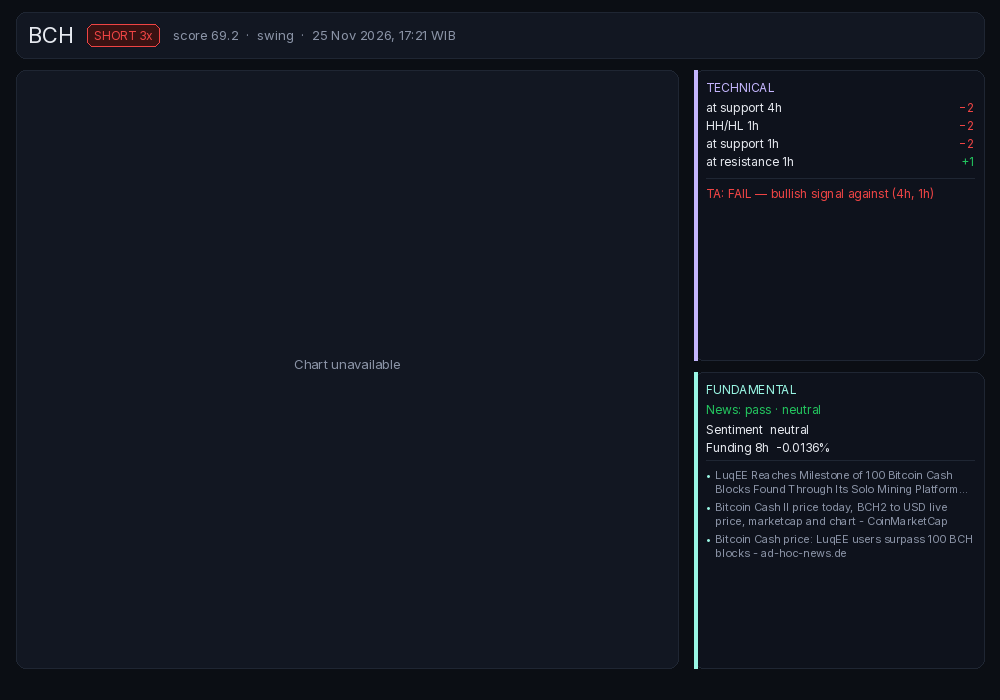 BCH SHORT 3x score 69.2 · swing · 25 Nov 2026, 17:21 WIB
Chart unavailable
TECHNICAL
at support 4h −2
HH/HL 1h −2
at support 1h −2
at resistance 1h +1
TA: FAIL — bullish signal against (4h, 1h)
FUNDAMENTAL
News: pass · neutral
Sentiment neutral
Funding 8h -0.0136%
• LuqEE Reaches Milestone of 100 Bitcoin Cash
Blocks Found Through Its Solo Mining Platform…
• Bitcoin Cash II price today, BCH2 to USD live
price, marketcap and chart - CoinMarketCap
• Bitcoin Cash price: LuqEE users surpass 100 BCH
blocks - ad-hoc-news.de